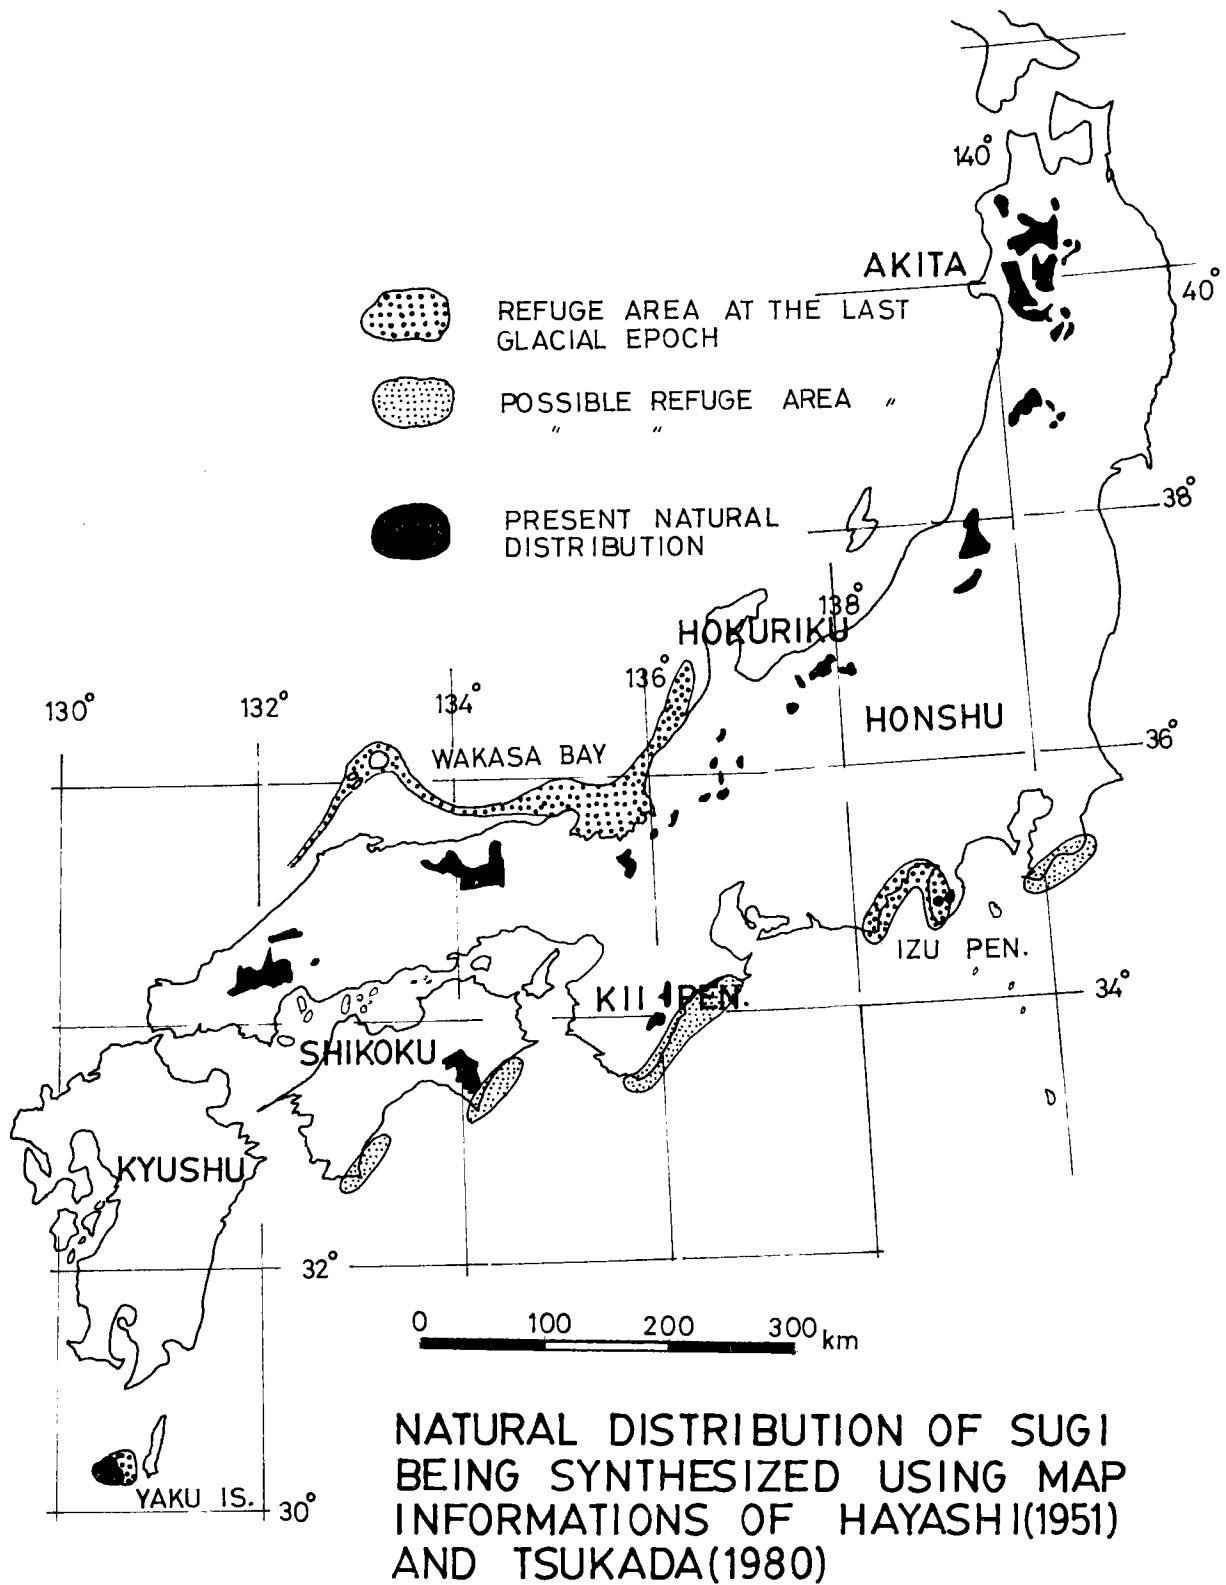 140°
AKITA
40°
REFUGE AREA AT THE LAST
GLACIAL EPOCH
POSSIBLE REFUGE AREA "
" "
38°
PRESENT NATURAL
DISTRIBUTION
138°
HOKURIKU
136°
134°
132°
130°
HONSHU
36°
WAKASA BAY
IZU PEN.
34°
KII PEN.
SHIKOKU
KYUSHU
32°
0 100 200 300 km
YAKU IS.
30°
NATURAL DISTRIBUTION OF SUGI
BEING SYNTHESIZED USING MAP
INFORMATIONS OF HAYASHI(1951)
AND TSUKADA(1980)